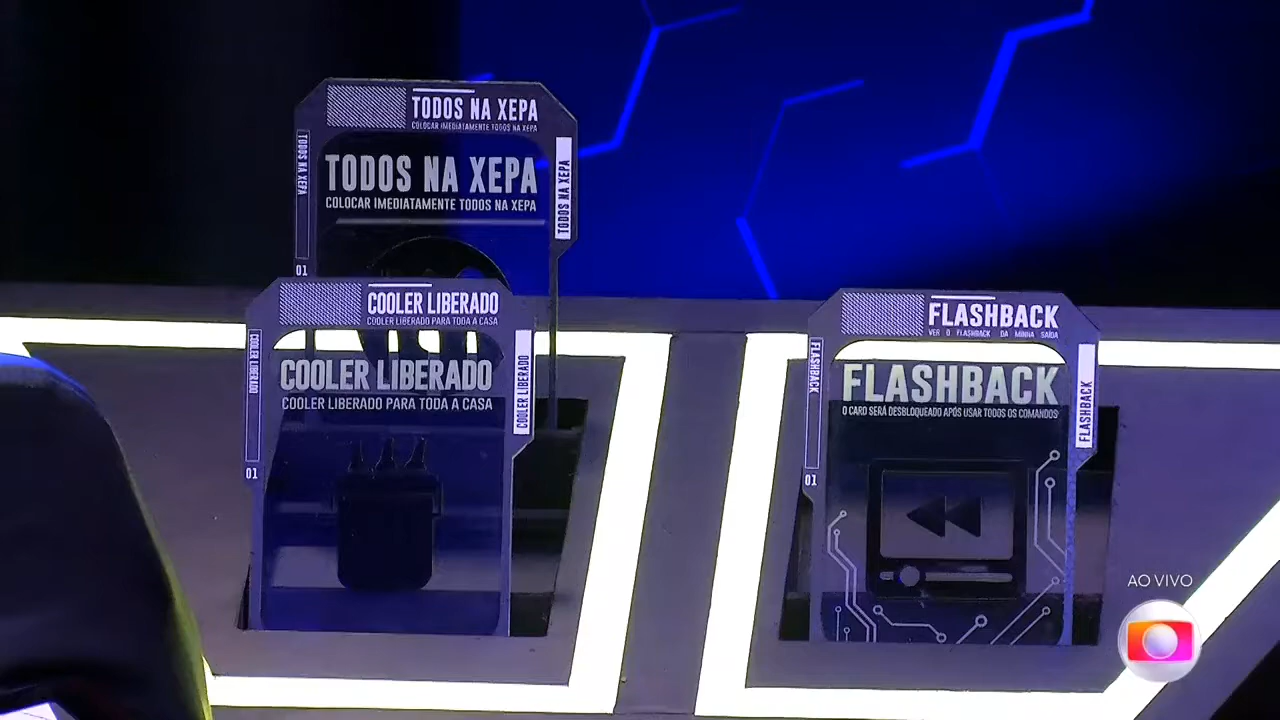 TODOS NA XEPA
COLOCAR IMEDIATAMENTE TODOS NA XEPA
TODOS NA XEPA
TODOS NA XEPA
COLOCAR IMEDIATAMENTE TODOS NA XEPA
TODOS NA XEPA
01
COOLER LIBERADO
COOLER LIBERADO PARA TODA A CASA
COOLER LIBERADO
COOLER LIBERADO
COOLER LIBERADO PARA TODA A CASA
COOLER LIBERADO
01
FLASHBACK
VER O FLASHBACK DA MINHA SAÍDA
FLASHBACK
FLASHBACK
O CARO SERÁ DESBLOQUEADO APÓS USAR TODOS OS COMANDOS
FLASHBACK
01
AO VIVO